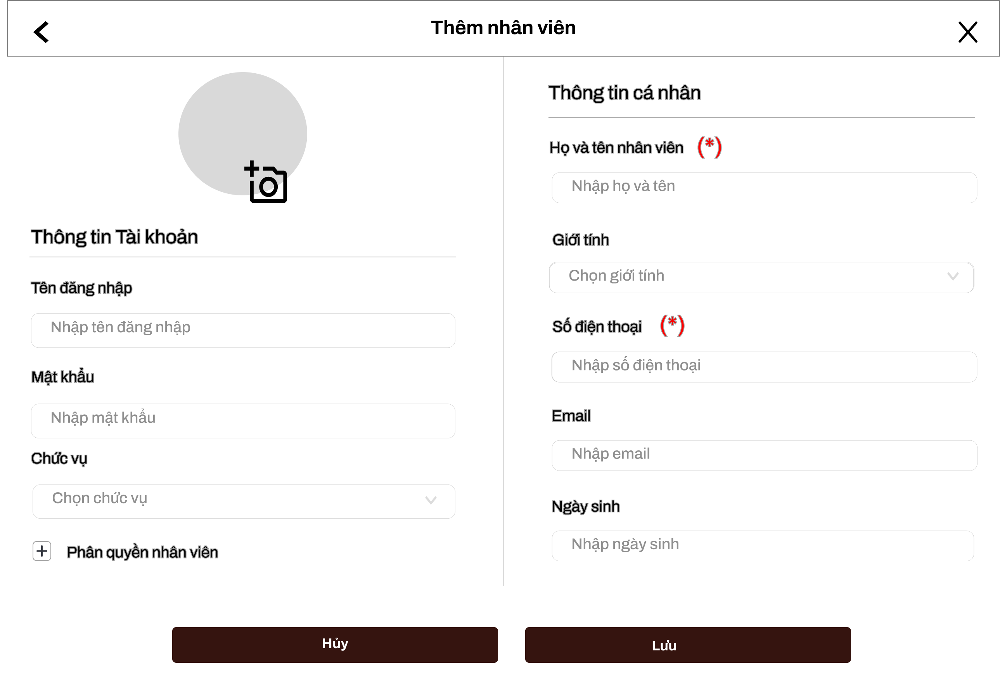 Thêm nhân viên
Thông tin Tài khoản
Tên đăng nhập
Nhập tên đăng nhập
Mật khẩu
Nhập mật khẩu
Chức vụ
Chọn chức vụ
Phân quyền nhân viên
Thông tin cá nhân
Họ và tên nhân viên (*)
Nhập họ và tên
Giới tính
Chọn giới tính
Số điện thoại (*)
Nhập số điện thoại
Email
Nhập email
Ngày sinh
Nhập ngày sinh
Hủy
Lưu